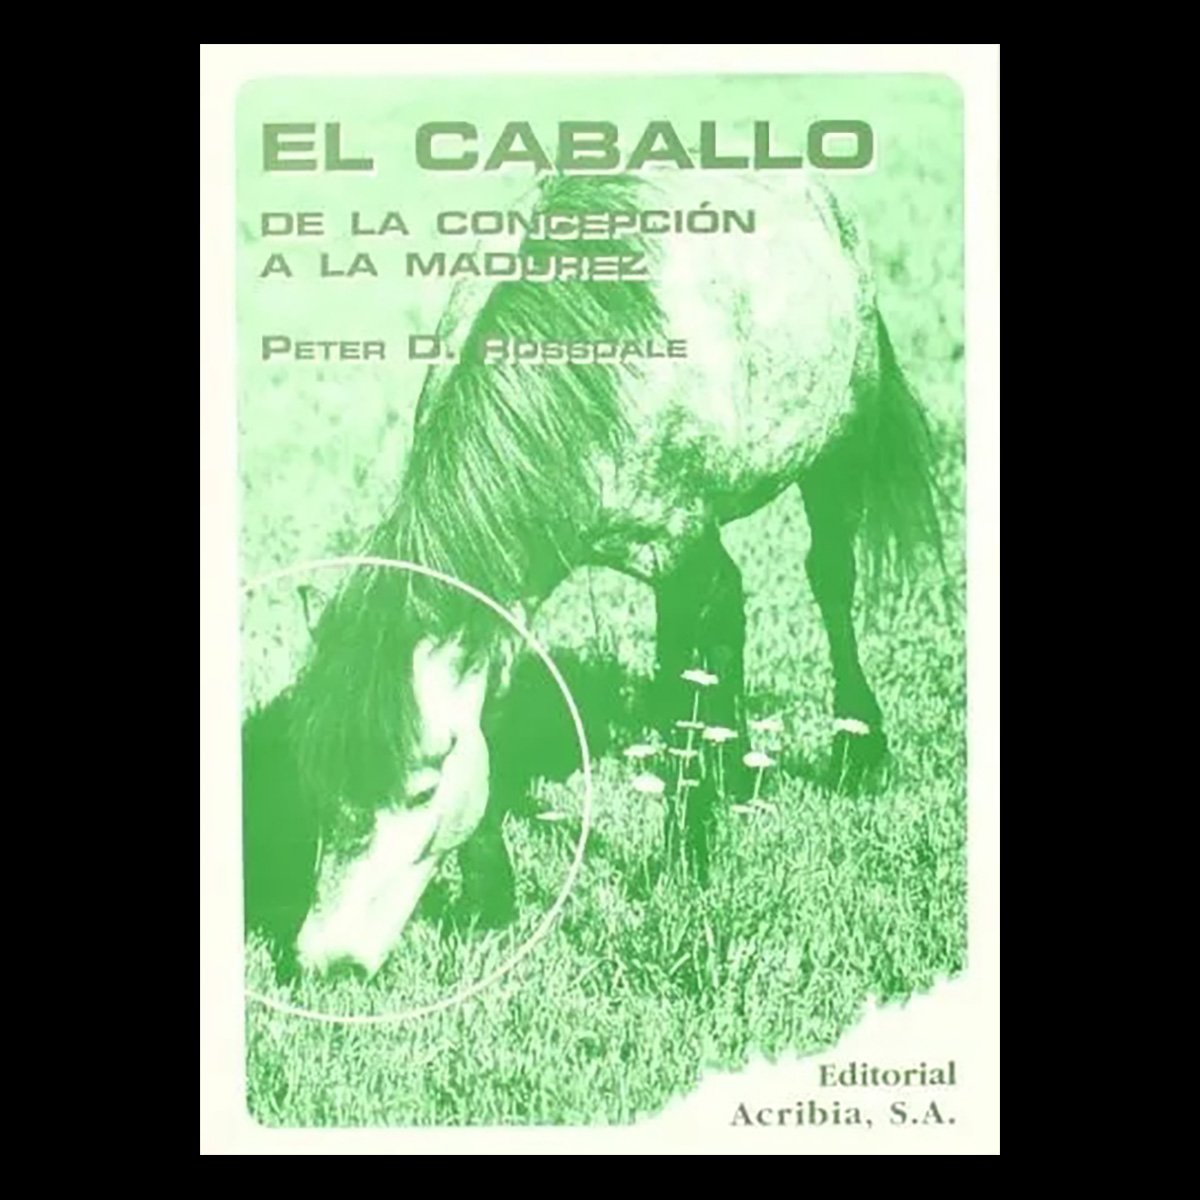 EL CABALLO
DE LA CONCEPCIÓN
A LA MADUREZ
PETER D. ROSSDALE
Editorial
Acribia, S.A.